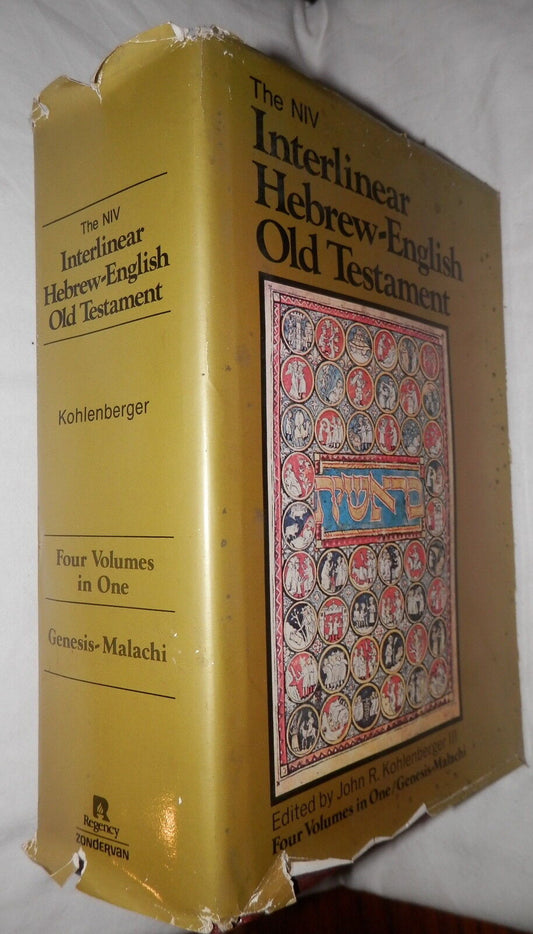 The NIV
Interlinear
Hebrew-English
Old Testament
Kohlenberger
Four Volumes
in One
Genesis-Malachi
Regency
ZONDERVAN
The NIV
Interlinear
Hebrew-English
Old Testament
בראשית
Edited by John R. Kohlenberger III
Four Volumes in One/Genesis-Malachi